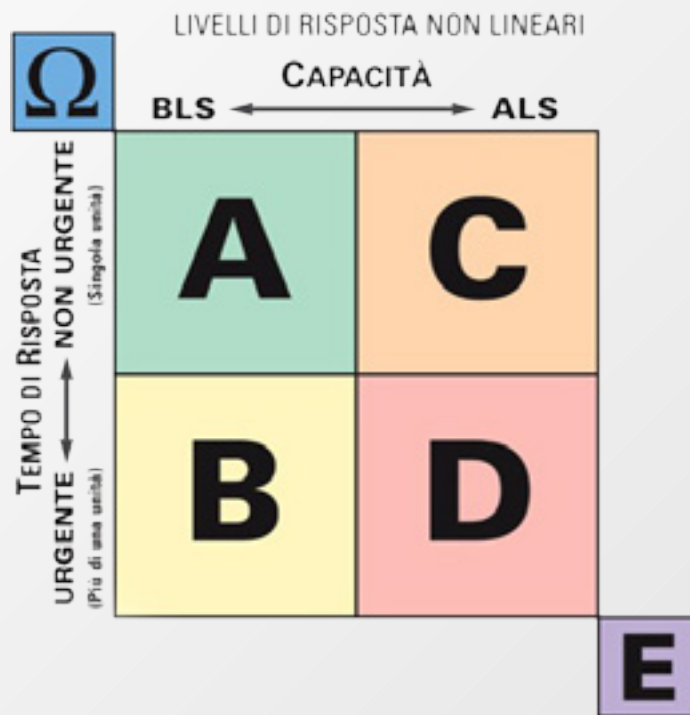 LIVELLI DI RISPOSTA NON LINEARI
CAPACITÀ
BLS ALS
Ω
TEMPO DI RISPOSTA
NON URGENTE
(Singola unità)
URGENTE
(Più di una unità)
A C
B D
E